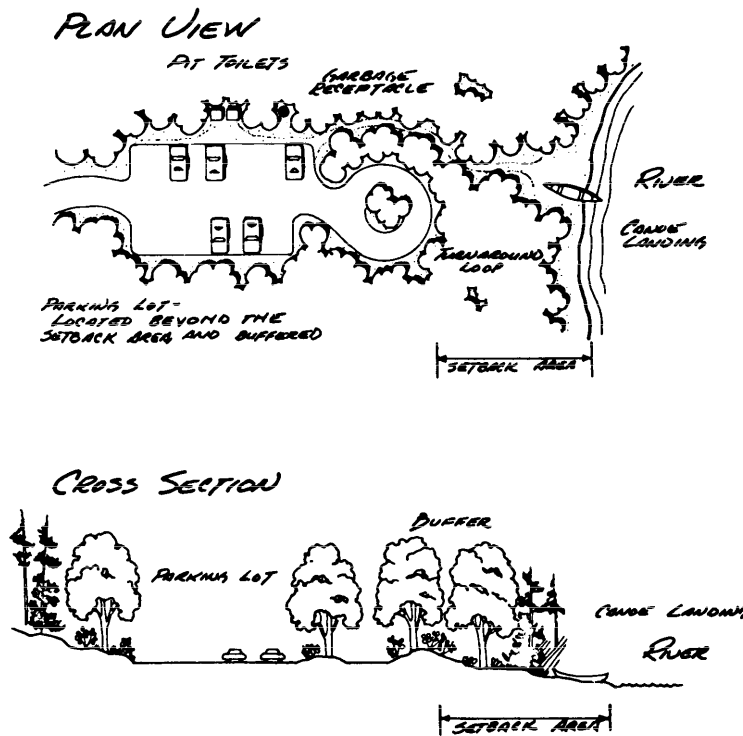 PLAN VIEW
PIT TOILETS
GARBAGE
RECEPTACLE
RIVER
CANOE
LANDING
TURNAROUND
LOOP
PARKING LOT-
LOCATED BEYOND THE
SETBACK AREA AND BUFFERED
SETBACK AREA
CROSS SECTION
BUFFER
PARKING LOT
CANOE LANDING
RIVER
SETBACK AREA